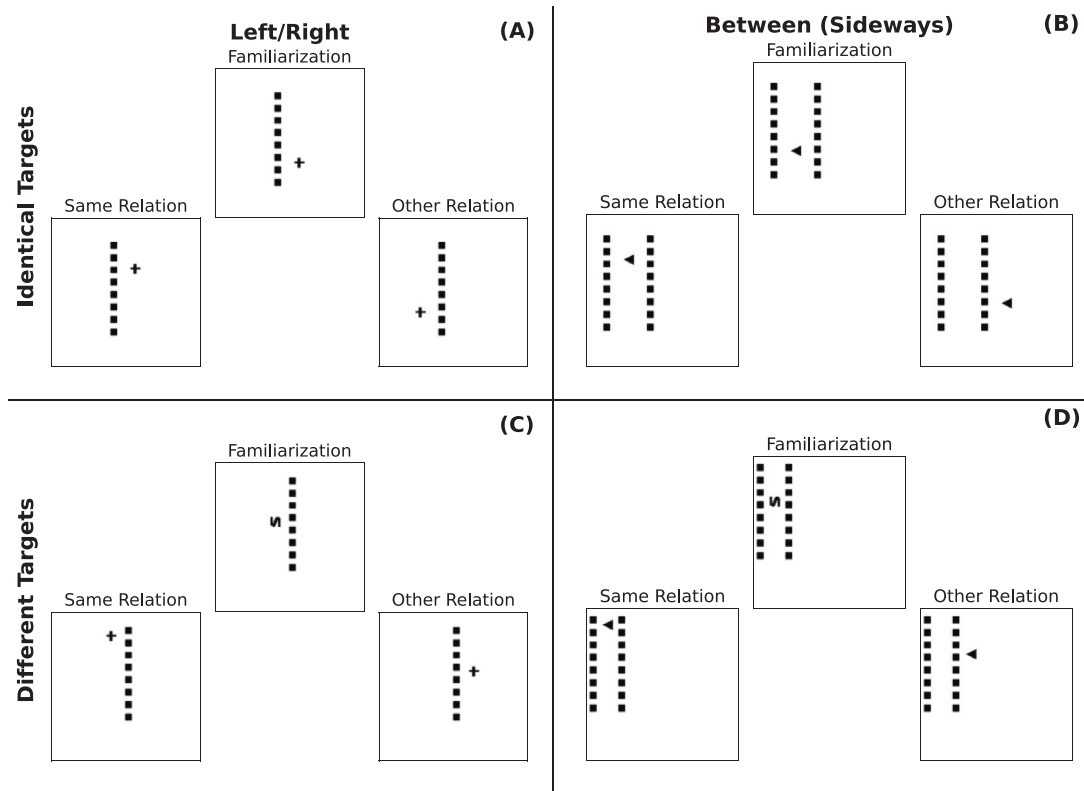 Left/Right
(A)
Familiarization
Identical Targets
Same Relation
Other Relation
Between (Sideways)
(B)
Familiarization
Same Relation
Other Relation
(C)
Familiarization
s
Different Targets
Same Relation
Other Relation
(D)
Familiarization
s
Same Relation
Other Relation